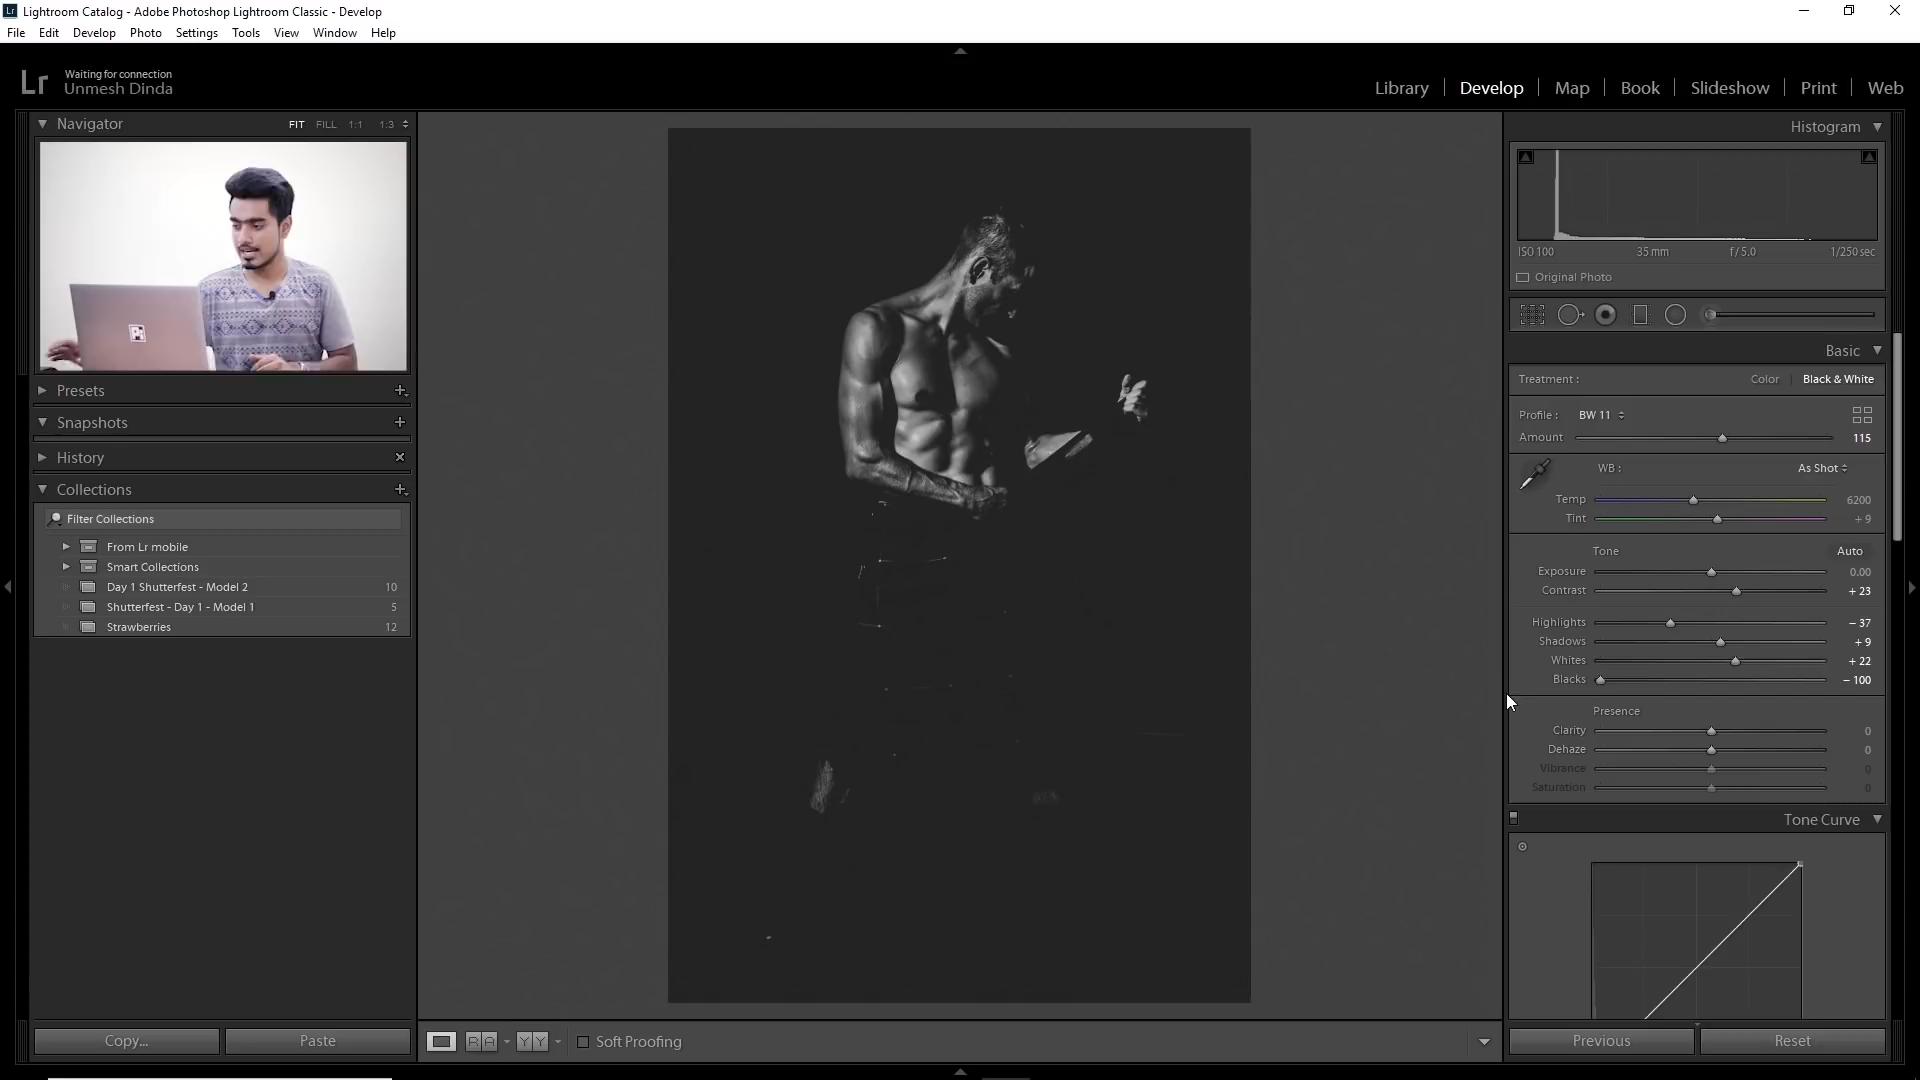 Lr Lightroom Catalog - Adobe Photoshop Lightroom Classic - Develop
File Edit Develop Photo Settings Tools View Window Help
Lr Waiting for connection
Unmesh Dinda
Library Develop Map Book Slideshow Print Web
Navigator FIT FILL 1:1 1:3
Presets
Snapshots
History
Collections
Filter Collections
From Lr mobile
Smart Collections
Day 1 Shutterfest - Model 2 10
Shutterfest - Day 1 - Model 1 5
Strawberries 12
Copy... Paste
R A Y Y Soft Proofing
Histogram
ISO 100 35 mm f / 5.0 1/250 sec
Original Photo
Basic
Treatment : Color Black & White
Profile : BW 11
Amount 115
WB : As Shot
Temp 6200
Tint + 9
Tone Auto
Exposure 0.00
Contrast + 23
Highlights − 37
Shadows + 9
Whites + 22
Blacks − 100
Presence
Clarity 0
Dehaze 0
Vibrance 0
Saturation 0
Tone Curve
Previous Reset